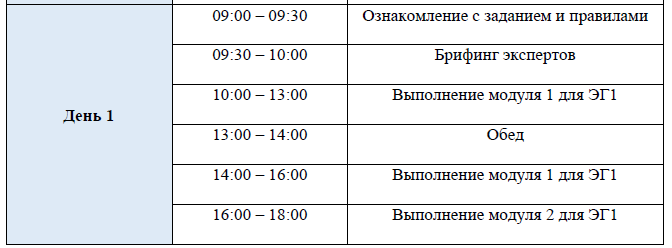 09:00 – 09:30 Ознакомление с заданием и правилами
09:30 – 10:00 Брифинг экспертов
10:00 – 13:00 Выполнение модуля 1 для ЭГ1
День 1
13:00 – 14:00 Обед
14:00 – 16:00 Выполнение модуля 1 для ЭГ1
16:00 – 18:00 Выполнение модуля 2 для ЭГ1